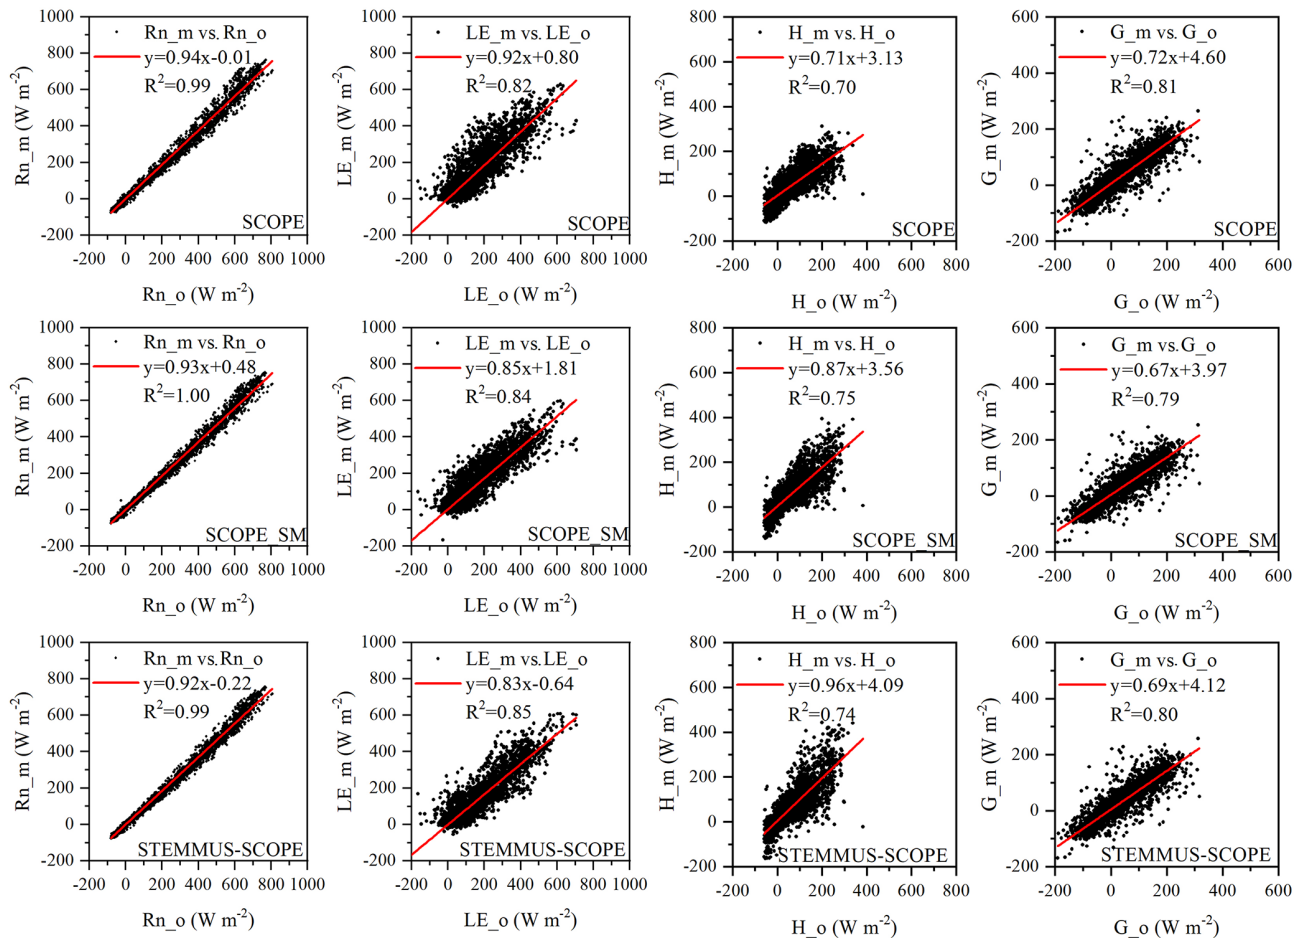 Rn_m vs. Rn_o
y=0.94x-0.01
R²=0.99
SCOPE
Rn_m (W m⁻²)
1000
800
600
400
200
0
-200
-200 0 200 400 600 800 1000
Rn_o (W m⁻²)
LE_m vs. LE_o
y=0.92x+0.80
R²=0.82
SCOPE
LE_m (W m⁻²)
1000
800
600
400
200
0
-200
-200 0 200 400 600 800 1000
LE_o (W m⁻²)
H_m vs. H_o
y=0.71x+3.13
R²=0.70
SCOPE
H_m (W m⁻²)
800
600
400
200
0
-200
-200 0 200 400 600 800
H_o (W m⁻²)
G_m vs. G_o
y=0.72x+4.60
R²=0.81
SCOPE
G_m (W m⁻²)
600
400
200
0
-200
-200 0 200 400 600
G_o (W m⁻²)
Rn_m vs. Rn_o
y=0.93x+0.48
R²=1.00
SCOPE_SM
Rn_m (W m⁻²)
1000
800
600
400
200
0
-200
-200 0 200 400 600 800 1000
Rn_o (W m⁻²)
LE_m vs. LE_o
y=0.85x+1.81
R²=0.84
SCOPE_SM
LE_m (W m⁻²)
1000
800
600
400
200
0
-200
-200 0 200 400 600 800 1000
LE_o (W m⁻²)
H_m vs. H_o
y=0.87x+3.56
R²=0.75
SCOPE_SM
H_m (W m⁻²)
800
600
400
200
0
-200
-200 0 200 400 600 800
H_o (W m⁻²)
G_m vs. G_o
y=0.67x+3.97
R²=0.79
SCOPE_SM
G_m (W m⁻²)
600
400
200
0
-200
-200 0 200 400 600
G_o (W m⁻²)
Rn_m vs. Rn_o
y=0.92x-0.22
R²=0.99
STEMMUS-SCOPE
Rn_m (W m⁻²)
1000
800
600
400
200
0
-200
-200 0 200 400 600 800 1000
Rn_o (W m⁻²)
LE_m vs. LE_o
y=0.83x-0.64
R²=0.85
STEMMUS-SCOPE
LE_m (W m⁻²)
1000
800
600
400
200
0
-200
-200 0 200 400 600 800 1000
LE_o (W m⁻²)
H_m vs. H_o
y=0.96x+4.09
R²=0.74
STEMMUS-SCOPE
H_m (W m⁻²)
800
600
400
200
0
-200
-200 0 200 400 600 800
H_o (W m⁻²)
G_m vs. G_o
y=0.69x+4.12
R²=0.80
STEMMUS-SCOPE
G_m (W m⁻²)
600
400
200
0
-200
-200 0 200 400 600
G_o (W m⁻²)